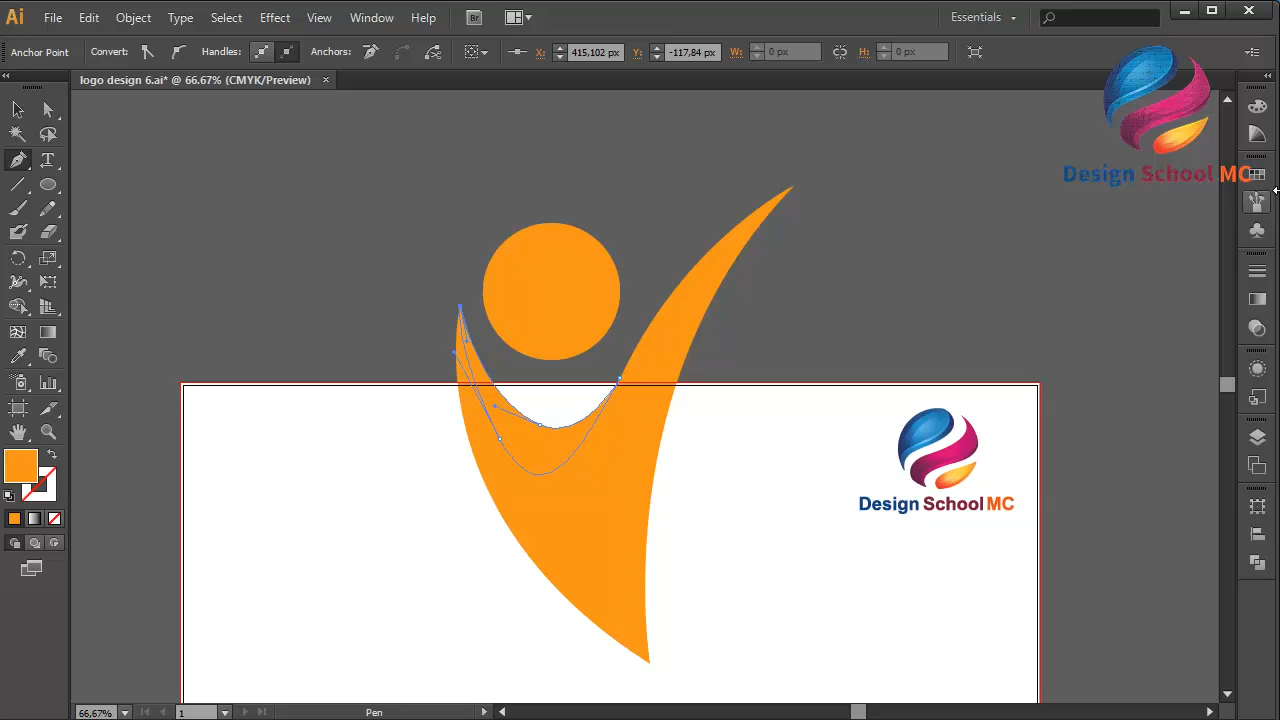 Ai File Edit Object Type Select Effect View Window Help Br Essentials
Anchor Point Convert: Handles: Anchors: X: 415,102 px Y: -117,84 px W: 0 px H: 0 px
logo design 6.ai* @ 66.67% (CMYK/Preview) ×
Design School MC
Design School MC
66,67% 1 Pen